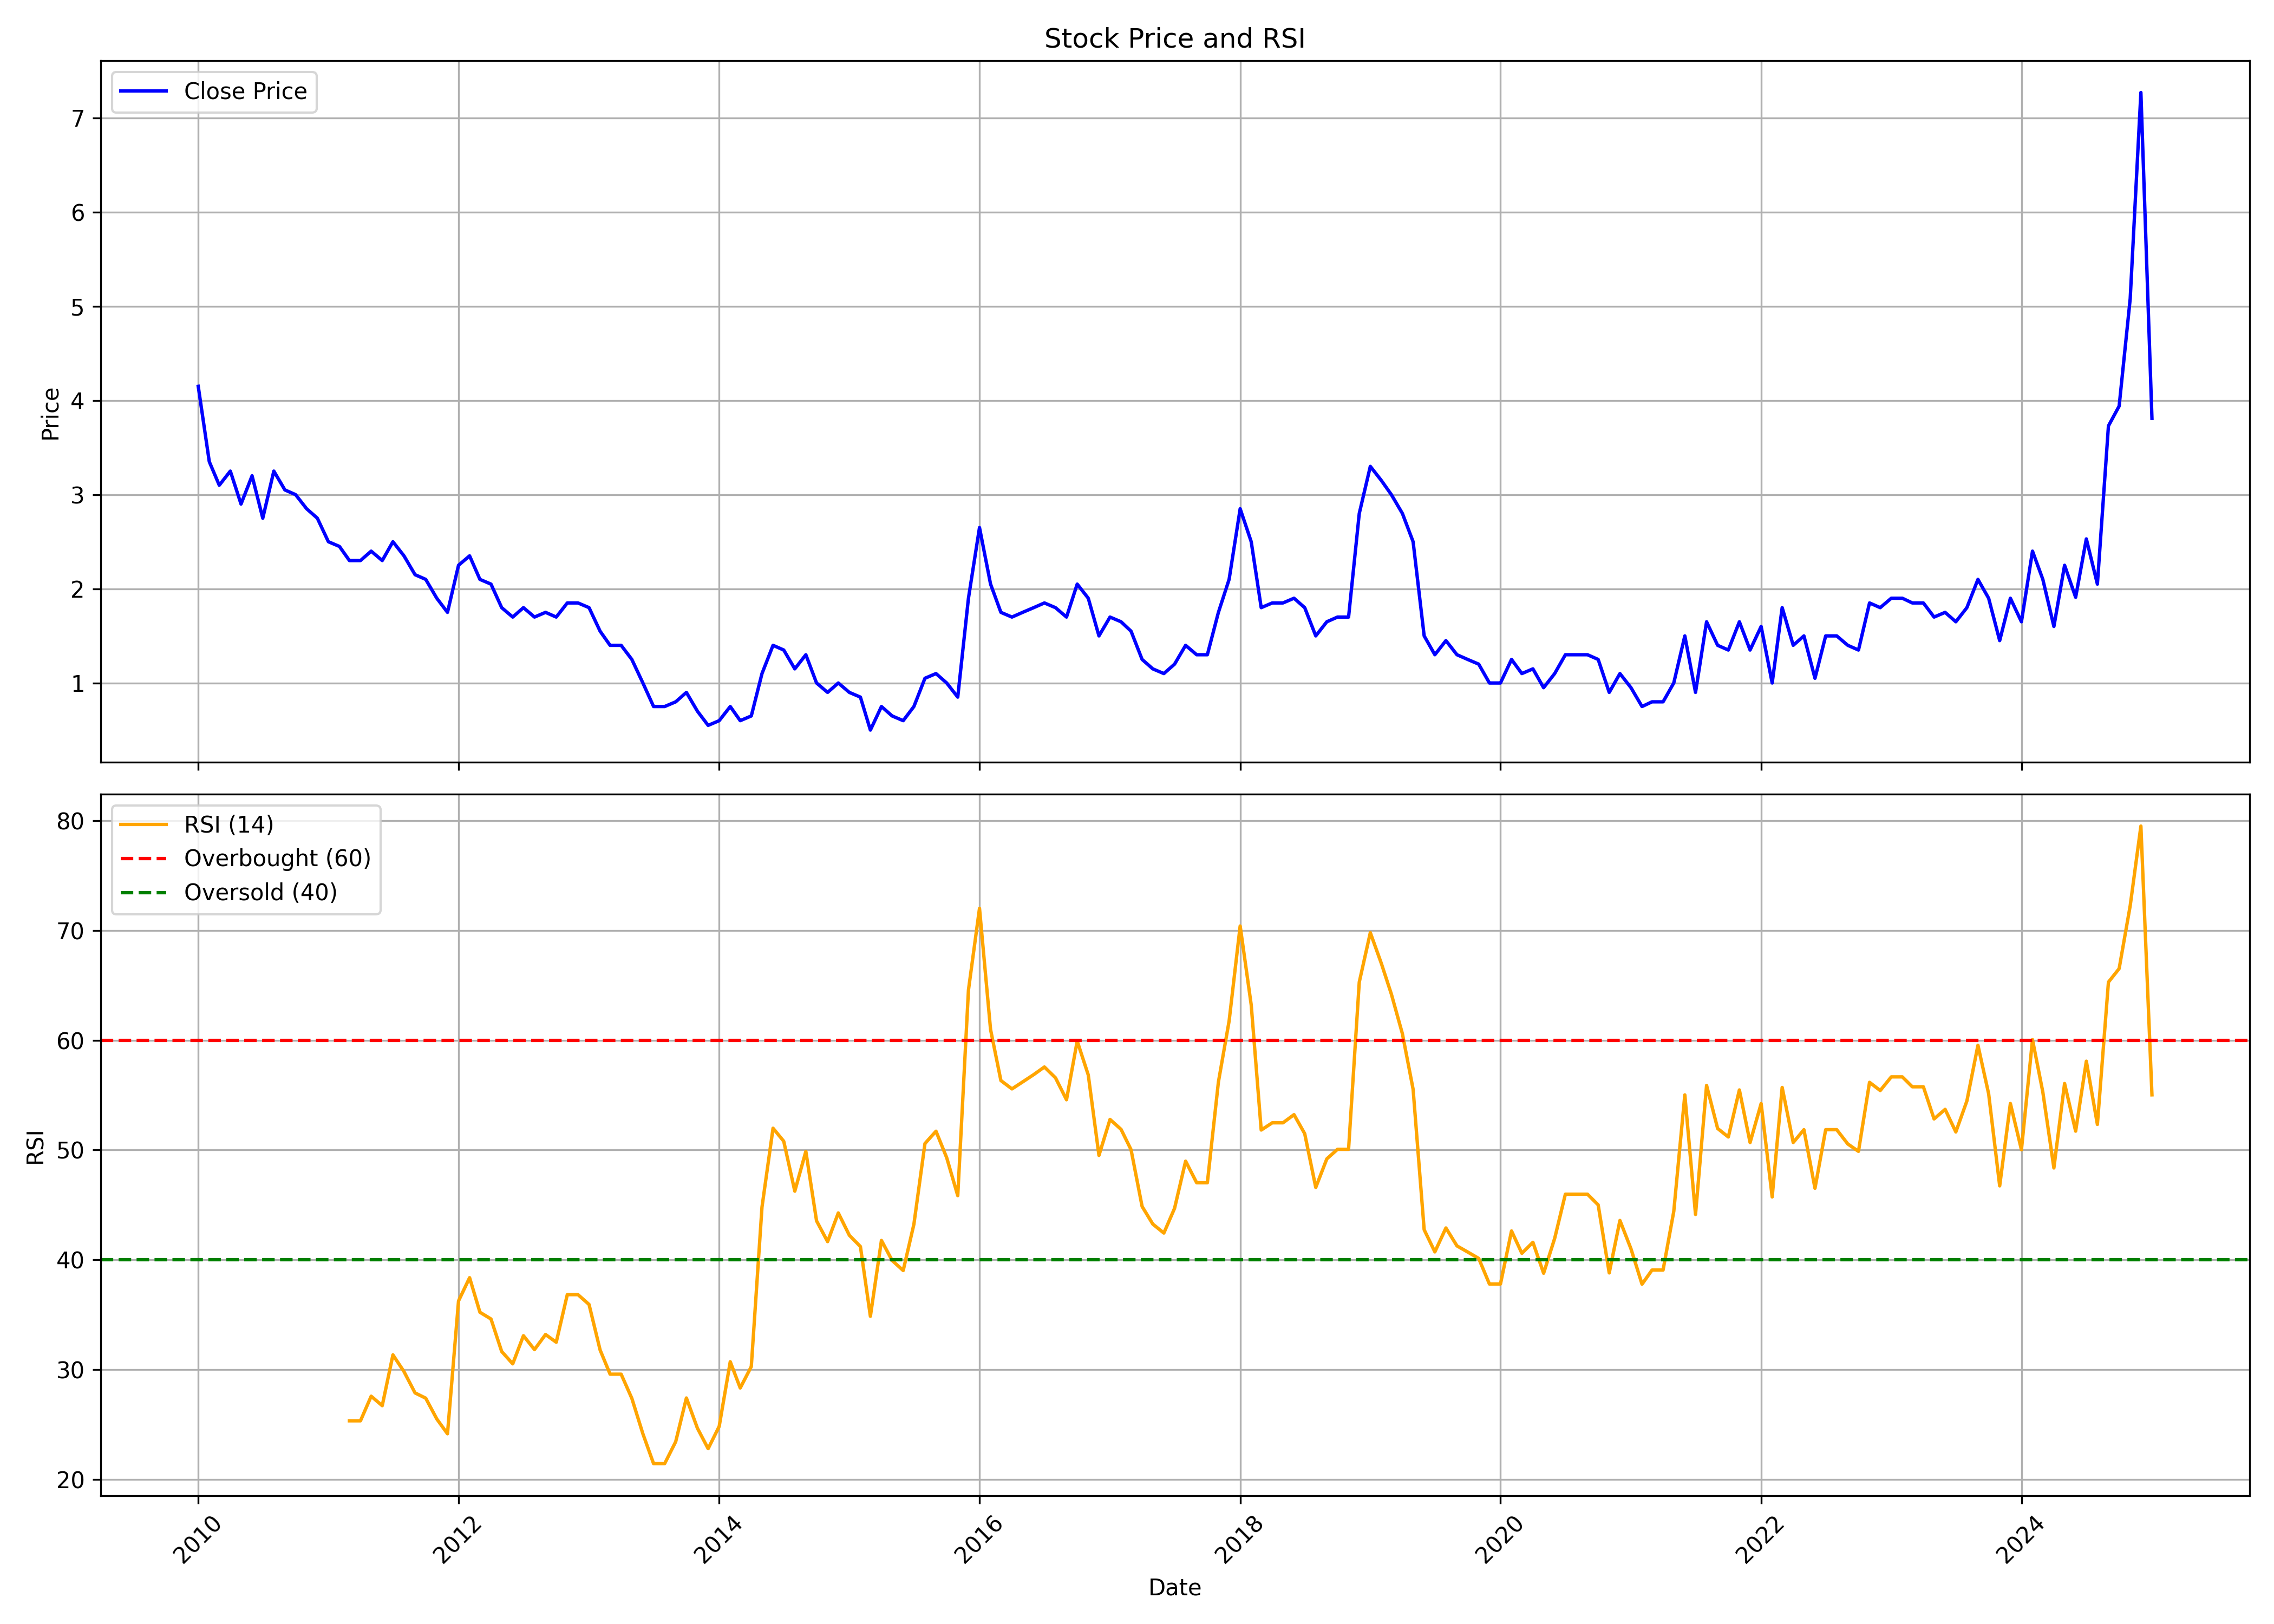 Stock Price and RSI
Close Price
7
6
5
4
3
2
1
Price
RSI (14)
Overbought (60)
Oversold (40)
80
70
60
50
40
30
20
RSI
2010 2012 2014 2016 2018 2020 2022 2024
Date